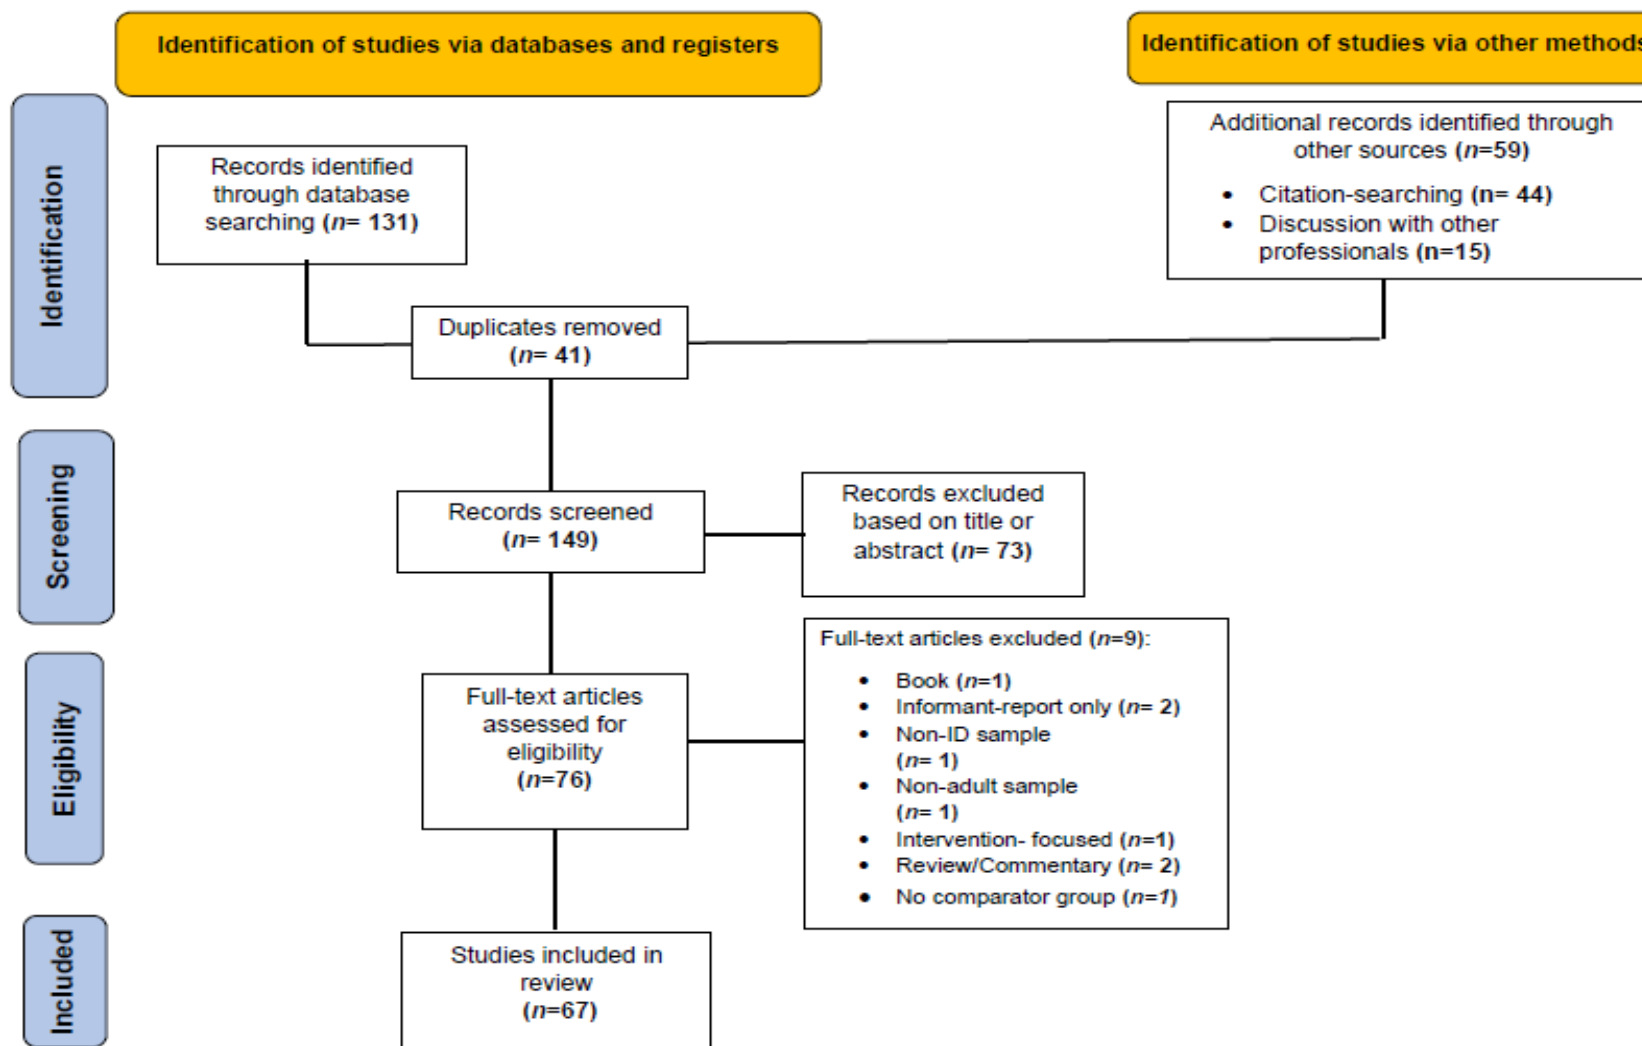 Identification of studies via databases and registers
Identification of studies via other methods
Identification
Records identified
through database
searching (n= 131)
Additional records identified through
other sources (n=59)
• Citation-searching (n= 44)
• Discussion with other
professionals (n=15)
Duplicates removed
(n= 41)
Screening
Records screened
(n= 149)
Records excluded
based on title or
abstract (n= 73)
Eligibility
Full-text articles
assessed for
eligibility
(n=76)
Full-text articles excluded (n=9):
• Book (n=1)
• Informant-report only (n= 2)
• Non-ID sample
(n= 1)
• Non-adult sample
(n= 1)
• Intervention- focused (n=1)
• Review/Commentary (n= 2)
• No comparator group (n=1)
Included
Studies included in
review
(n=67)